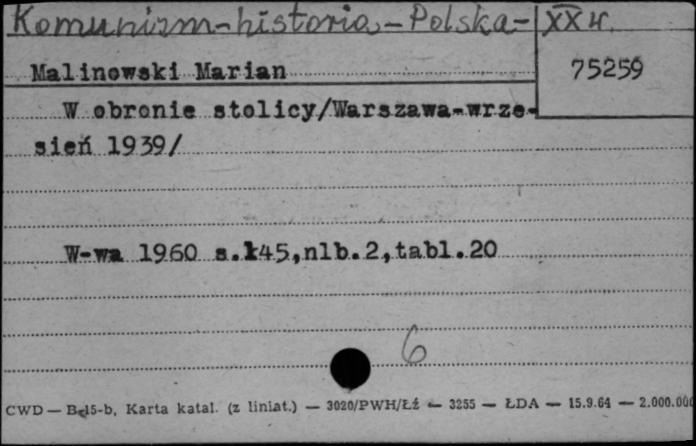 Komunizm-historia-Polska-XXw.
Malinowski Marian 75259
W obronie stolicy/Warszawa-wrze-
sień 1939/
W-wa 1960 s.145,nlb.2,tabl.20
6
CWD — B-15-b, Karta katal. (z liniat.) — 3020/PWH/Łź — 3255 — ŁDA — 15.9.64 — 2.000.000